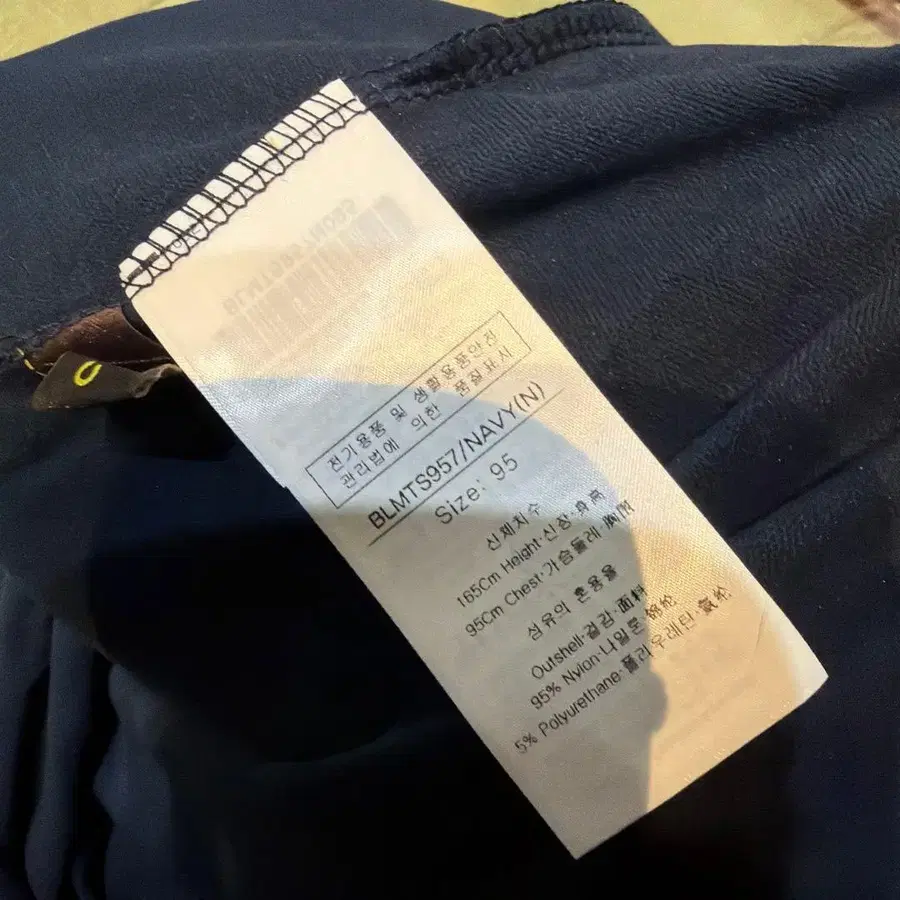 전기용품 및 생활용품안전
관리법에 의한 품질표시
BLMTS957/NAVY(N)
Size: 95
신체치수
165Cm Height·신장·身高
95Cm Chest·가슴둘레·胸围
섬유의 혼용율
Outshell·겉감·面料
95% Nylon·나일론·锦纶
5% Polyurethane·폴리우레탄·氨纶